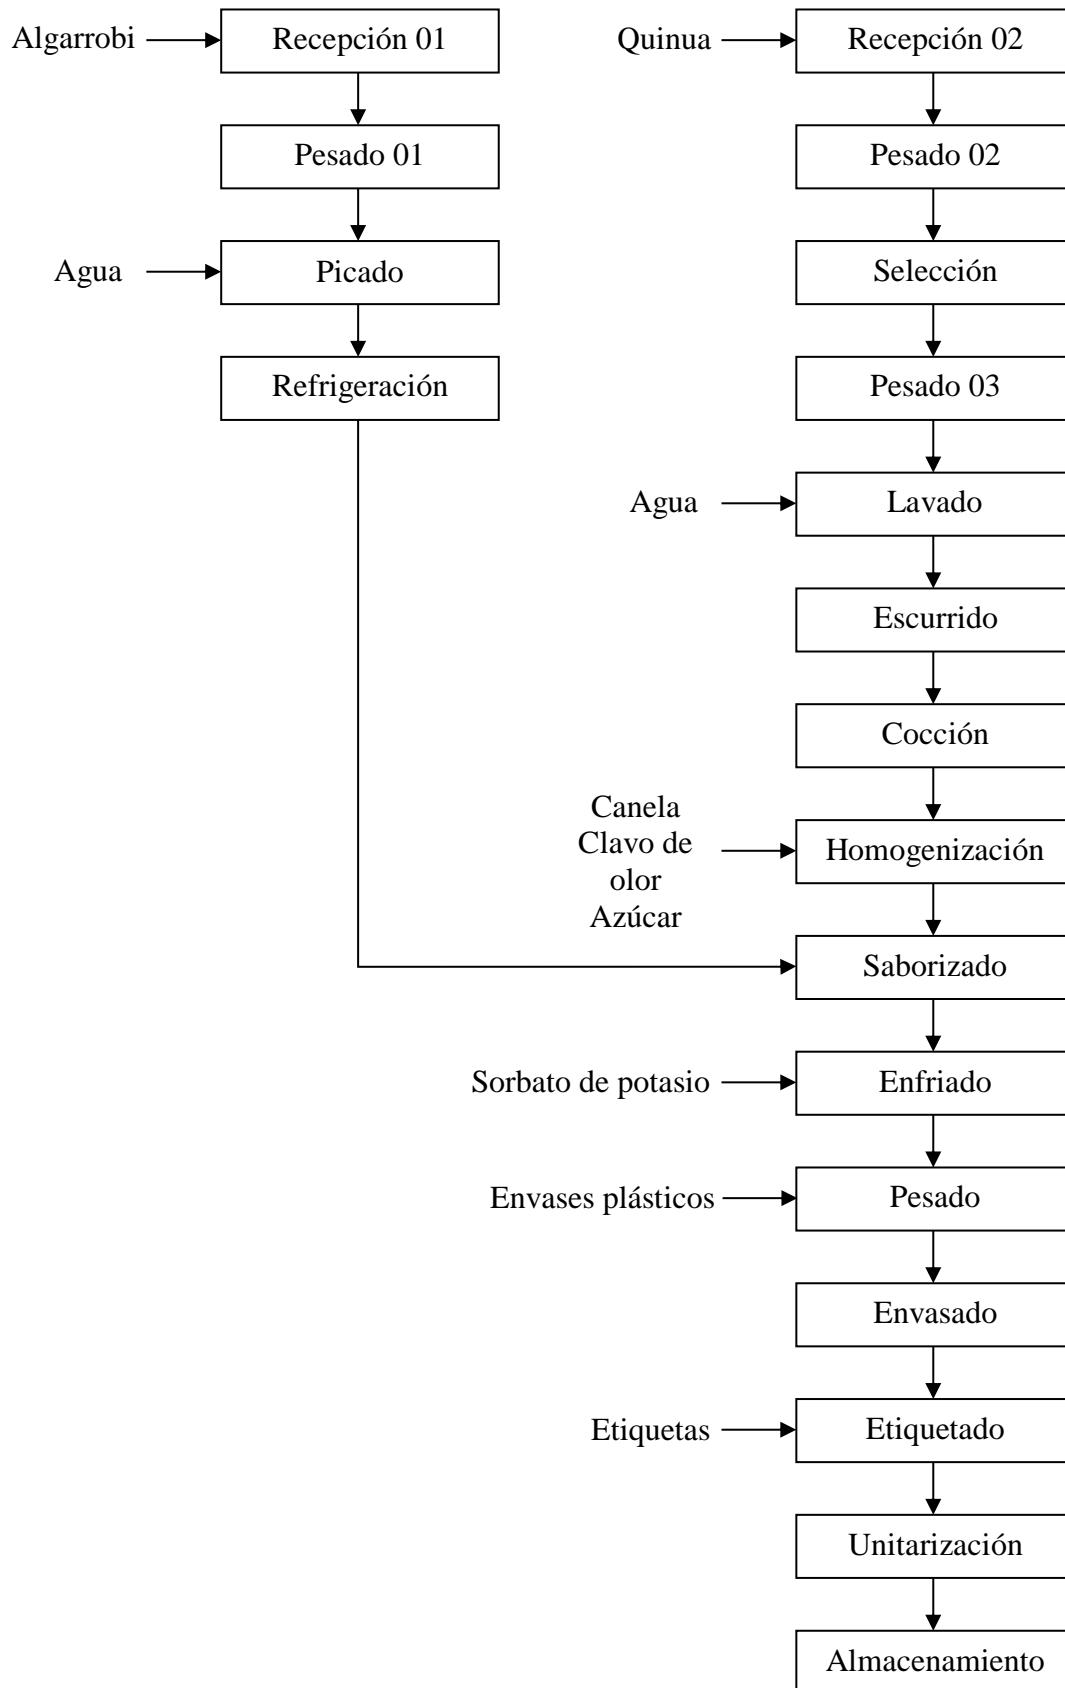 Algarrobi
Recepción 01
Quinua
Recepción 02
Pesado 01
Pesado 02
Agua
Picado
Selección
Refrigeración
Pesado 03
Agua
Lavado
Escurrido
Cocción
Canela
Clavo de
olor
Azúcar
Homogenización
Saborizado
Sorbato de potasio
Enfriado
Envases plásticos
Pesado
Envasado
Etiquetas
Etiquetado
Unitarización
Almacenamiento